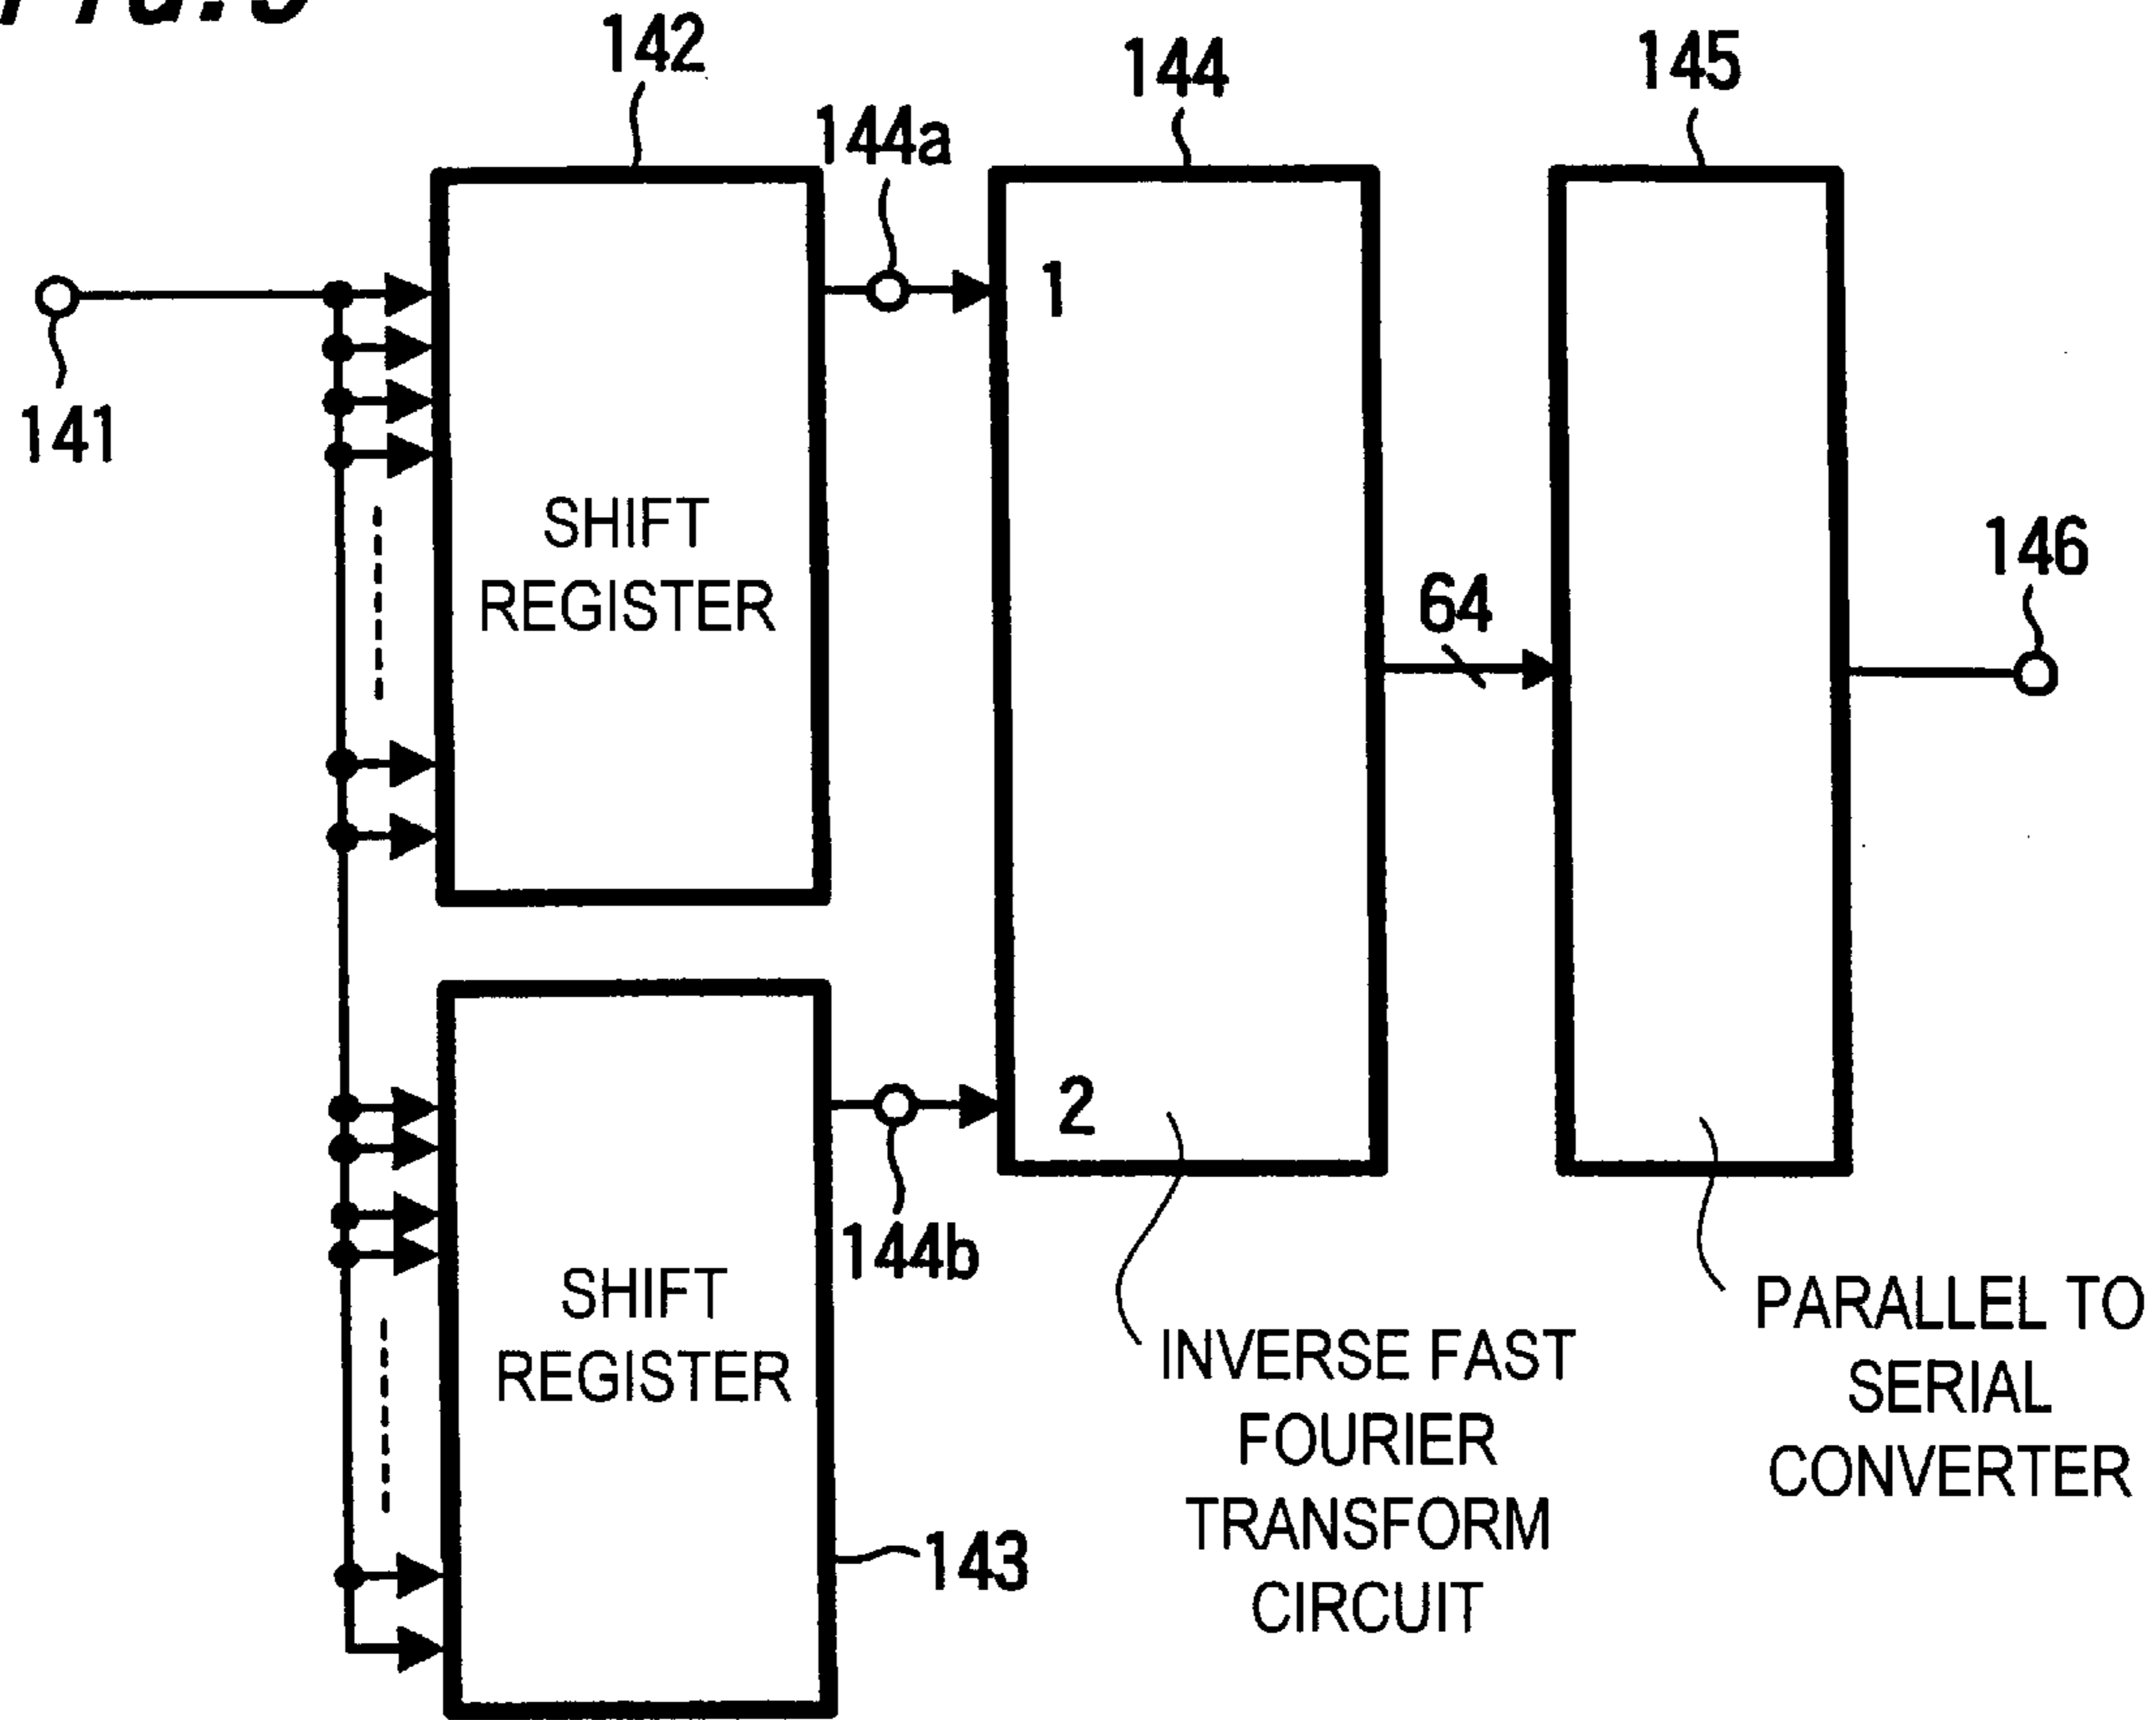 142
144
145
144a
1
141
SHIFT
REGISTER
64
146
2
144b
SHIFT
REGISTER
143
INVERSE FAST
FOURIER
TRANSFORM
CIRCUIT
PARALLEL TO
SERIAL
CONVERTER